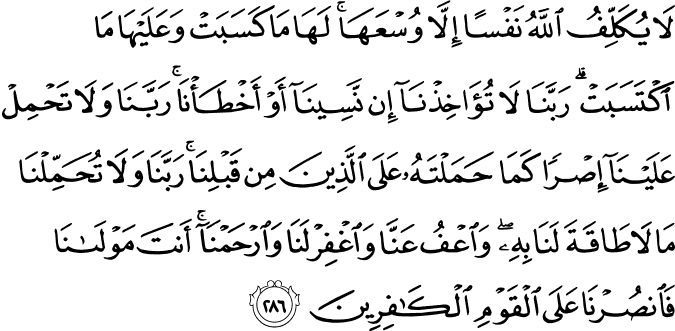 لَا يُكَلِّفُ ٱللَّهُ نَفْسًا إِلَّا وُسْعَهَا ۚ لَهَا مَا كَسَبَتْ وَعَلَيْهَا مَا
ٱكْتَسَبَتْ ۗ رَبَّنَا لَا تُؤَاخِذْنَآ إِن نَّسِينَآ أَوْ أَخْطَأْنَا ۚ رَبَّنَا وَلَا تَحْمِلْ
عَلَيْنَآ إِصْرًا كَمَا حَمَلْتَهُۥ عَلَى ٱلَّذِينَ مِن قَبْلِنَا ۚ رَبَّنَا وَلَا تُحَمِّلْنَا
مَا لَا طَاقَةَ لَنَا بِهِۦ ۖ وَٱعْفُ عَنَّا وَٱغْفِرْ لَنَا وَٱرْحَمْنَآ ۚ أَنتَ مَوْلَىٰنَا
فَٱنصُرْنَا عَلَى ٱلْقَوْمِ ٱلْكَـٰفِرِينَ ٢٨٦